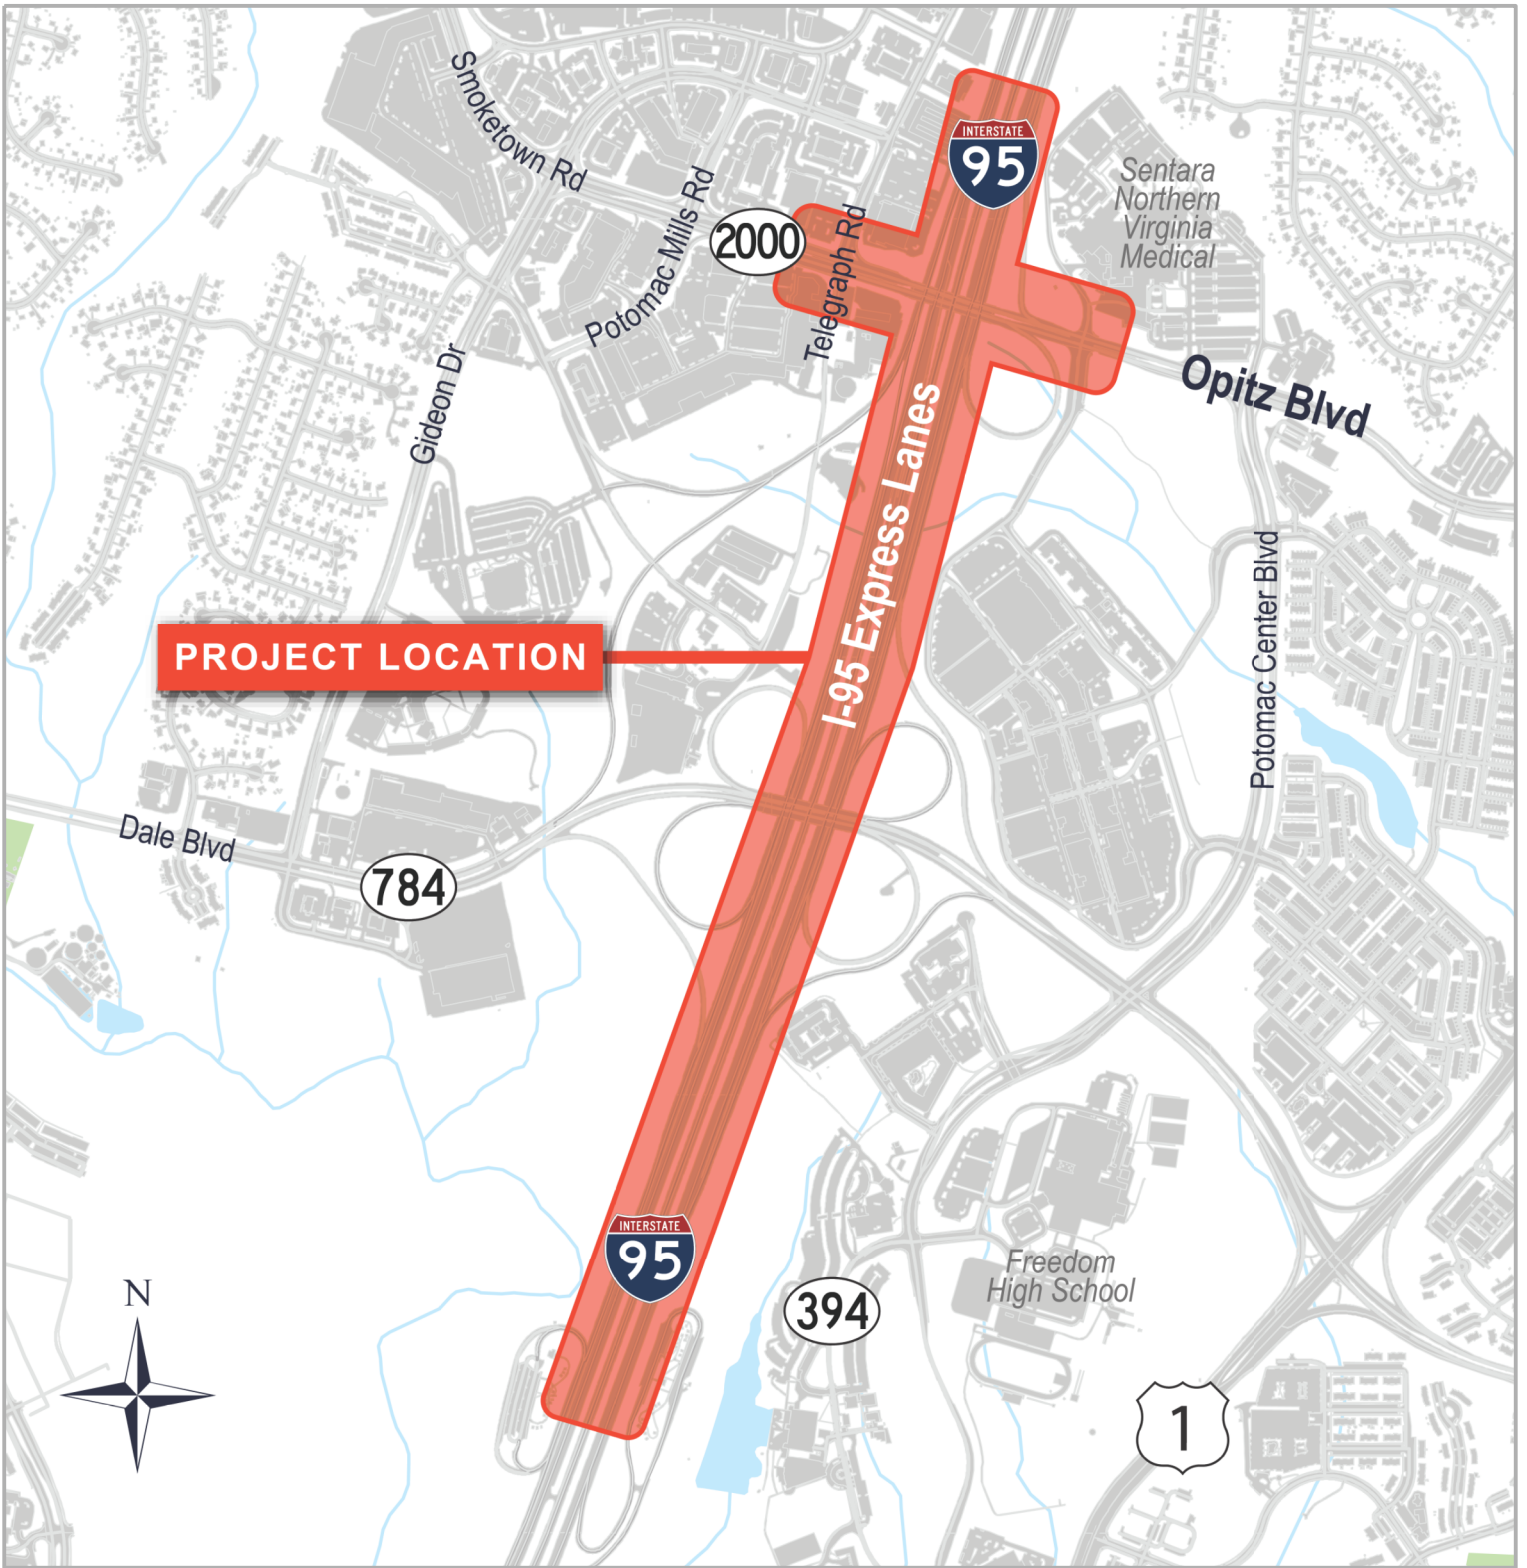 Smoketown Rd
INTERSTATE
95
Sentara
Northern
Virginia
Medical
Potomac Mills Rd
2000
Telegraph Rd
Gideon Dr
Opitz Blvd
I-95 Express Lanes
Potomac Center Blvd
PROJECT LOCATION
Dale Blvd
784
INTERSTATE
95
Freedom
High School
394
N
1